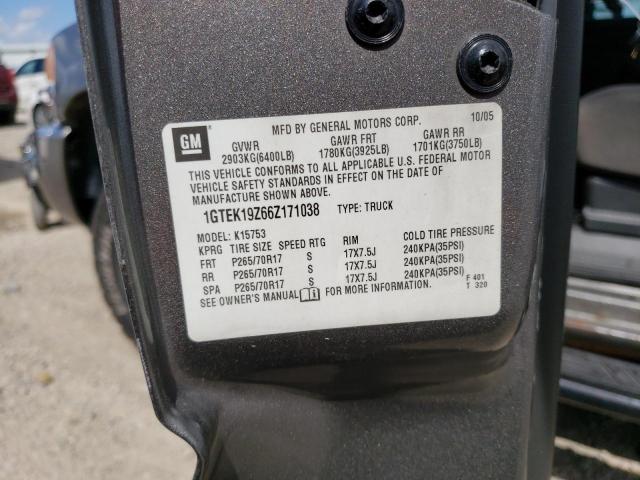 GM
MFD BY GENERAL MOTORS CORP. 10/05
GVWR GAWR FRT GAWR RR
2903KG(6400LB) 1780KG(3925LB) 1701KG(3750LB)
THIS VEHICLE CONFORMS TO ALL APPLICABLE U.S. FEDERAL MOTOR
VEHICLE SAFETY STANDARDS IN EFFECT ON THE DATE OF
MANUFACTURE SHOWN ABOVE.
1GTEK19Z66Z171038 TYPE: TRUCK
MODEL: K15753
KPRG TIRE SIZE SPEED RTG RIM COLD TIRE PRESSURE
FRT P265/70R17 S 17X7.5J 240KPA(35PSI)
RR P265/70R17 S 17X7.5J 240KPA(35PSI)
SPA P265/70R17 S 17X7.5J 240KPA(35PSI)
SEE OWNER'S MANUAL FOR MORE INFORMATION.
F 401
T 320